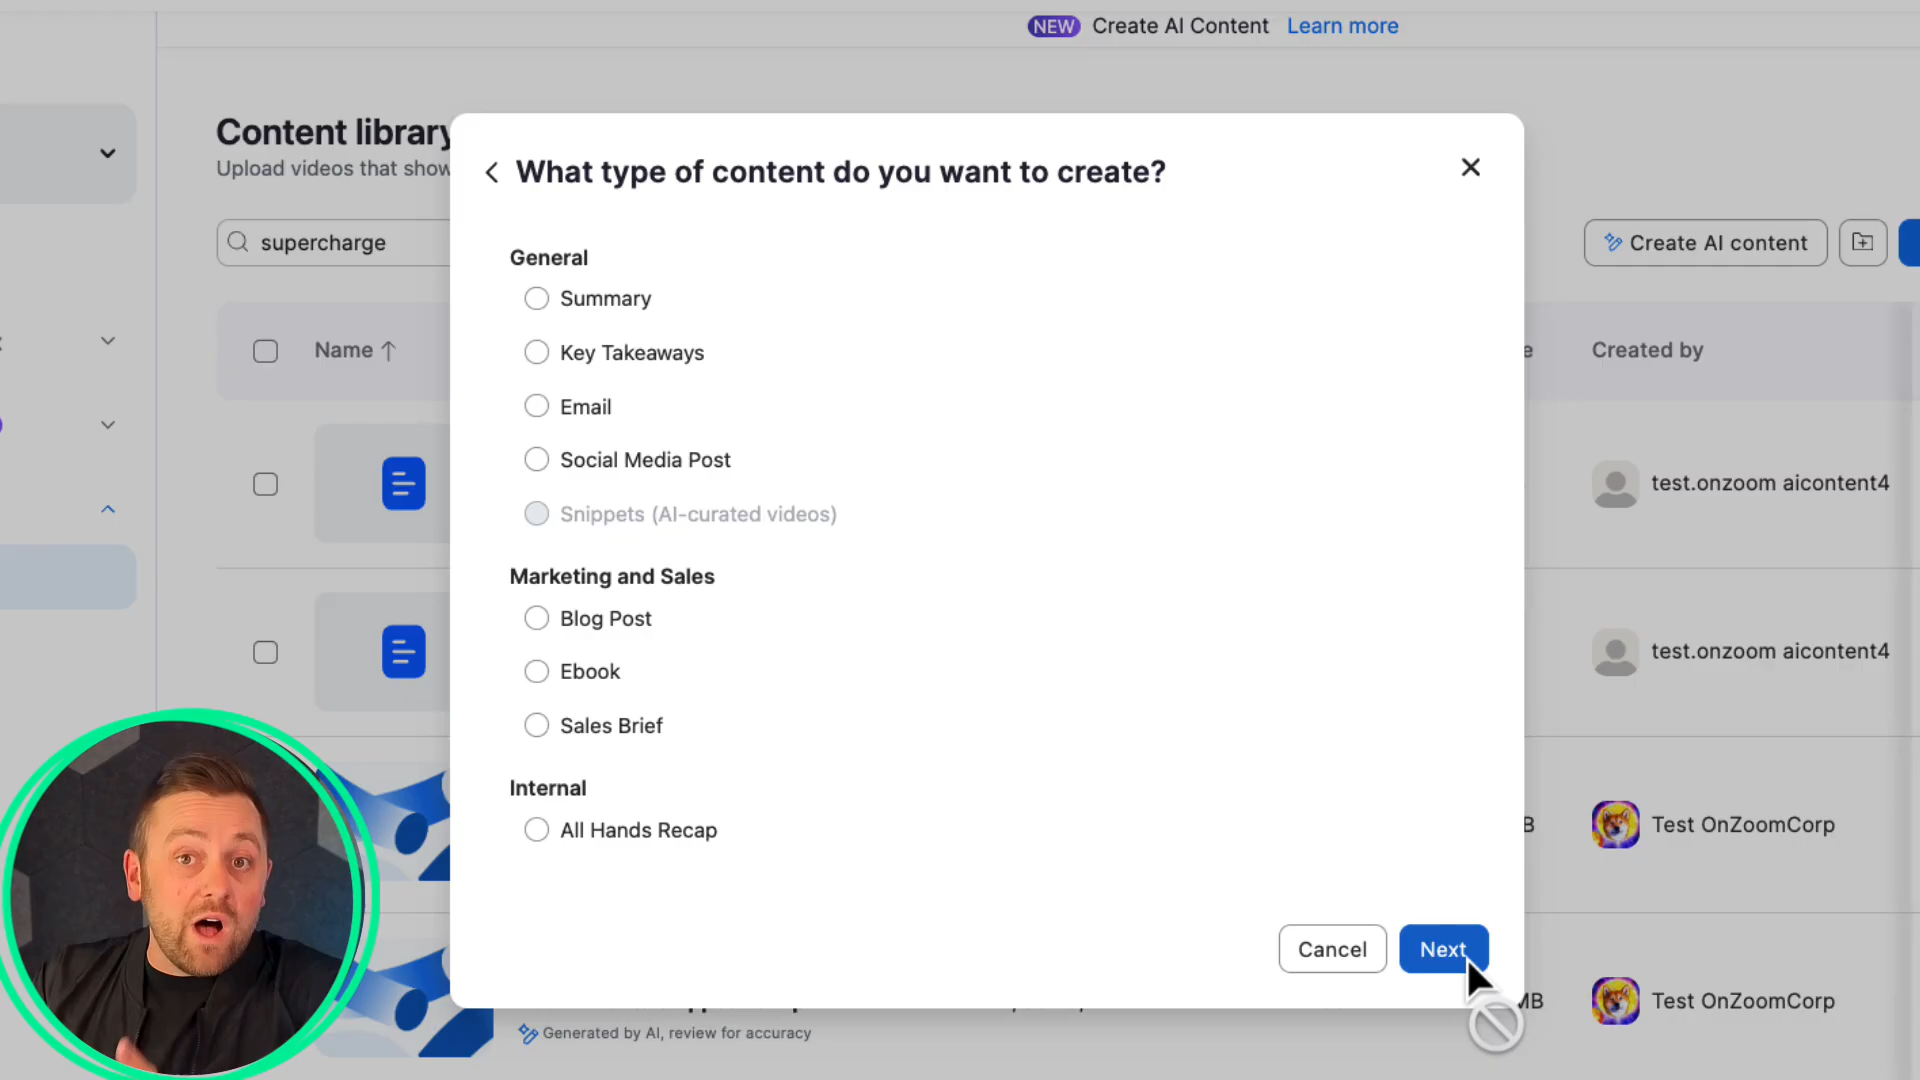 NEW Create AI Content Learn more
Content library
Upload videos that show
supercharge
Create AI content
Name ↑
Created by
What type of content do you want to create?
General
Summary
Key Takeaways
Email
Social Media Post
Snippets (AI-curated videos)
Marketing and Sales
Blog Post
Ebook
Sales Brief
Internal
All Hands Recap
Cancel
Next
test.onzoom aicontent4
test.onzoom aicontent4
Test OnZoomCorp
MB
Test OnZoomCorp
Generated by AI, review for accuracy